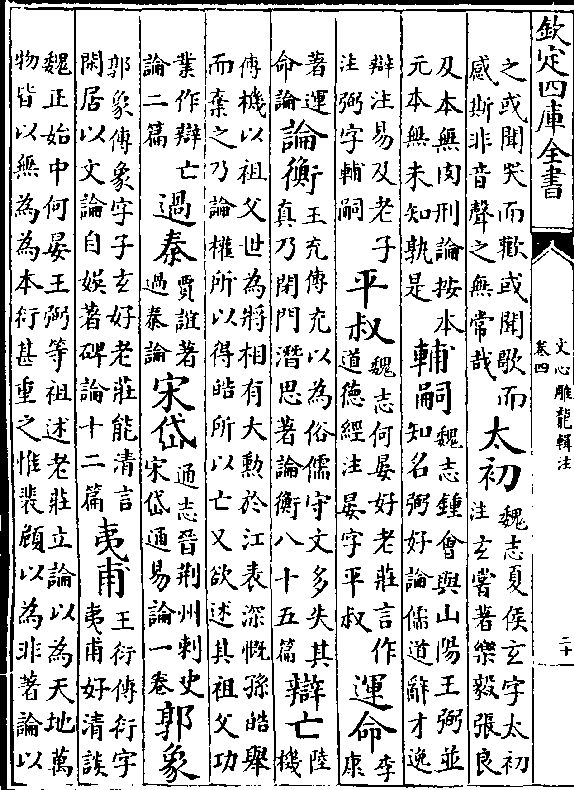 欽定四庫全書
文心雕龍輯注
卷四
二十
之或聞哭而歡或聞歌而
感斯非音聲之無常哉
太初
魏志夏侯玄字太初
注玄嘗著樂毅張良
及本無肉刑論按本
元本無未知孰是
輔嗣
魏志鍾會與山陽王弼並
知名弼好論儒道辭才逸
辯注易及老子
注弼字輔嗣
平叔
魏志何晏好老莊言作
道德經注晏字平叔
運命
李
康
著運
命論
論衡
王充傳充以為俗儒守文多失其
真乃閉門潛思著論衡八十五篇
辯亡
陸
機
傳機以祖父世為將相有大勳於江表深慨孫皓舉
而棄之乃論權所以得皓所以亡又欲述其祖父功
業作辯亡
論二篇
過秦
賈誼著
過秦論
宋岱
通志晉荆州刺史
宋岱通易論一卷
郭象
郭象傳象字子玄好老莊能清言
閑居以文論自娛著碑論十二篇
夷甫
王衍傳衍字
夷甫好清談
魏正始中何晏王弼等祖述老莊立論以為天地萬
物皆以無為為本衍甚重之惟裴頠以為非著論以